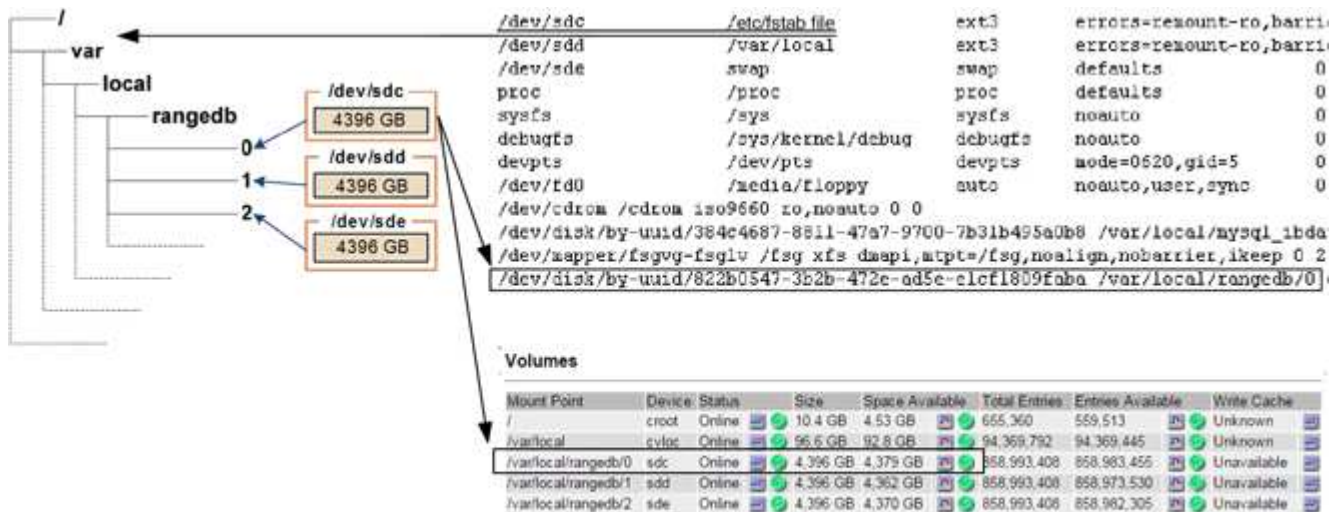 /
var
local
rangedb
0
1
2
/dev/sdc
4396 GB
/dev/sdd
4396 GB
/dev/sde
4396 GB
/dev/sdc /etc/fstab file ext3 errors=remount-ro,barri
/dev/sdd /var/local ext3 errors=remount-ro,barri
/dev/sde swap swap defaults 0
proc /proc proc defaults 0
sysfs /sys sysfs noauto 0
debugfs /sys/kernel/debug debugfs noauto 0
devpts /dev/pts devpts mode=0620,gid=5 0
/dev/fd0 /media/floppy auto noauto,user,sync 0
/dev/cdrom /cdrom iso9660 ro,noauto 0 0
/dev/disk/by-uuid/384c4687-8811-47a7-9700-7b31b495a0b8 /var/local/mysql_ibda
/dev/mapper/fsgvg-fsglv /fsg xfs dmapi,mtpt=/fsg,noalign,nobarrier,ikeep 0 2
/dev/disk/by-uuid/822b0547-3b2b-472e-ad5e-e1cf1809faba /var/local/rangedb/0
Volumes
Mount Point Device Status Size Space Available Total Entries Entries Available Write Cache
/ croot Online 10.4 GB 4.53 GB 655,360 559,513 Unknown
/var/local cvloc Online 96.6 GB 92.8 GB 94,369,792 94,369,445 Unknown
/var/local/rangedb/0 sdc Online 4,396 GB 4,379 GB 858,993,408 858,983,455 Unavailable
/var/local/rangedb/1 sdd Online 4,396 GB 4,362 GB 858,993,408 858,973,530 Unavailable
/var/local/rangedb/2 sde Online 4,396 GB 4,370 GB 858,993,408 858,982,305 Unavailable